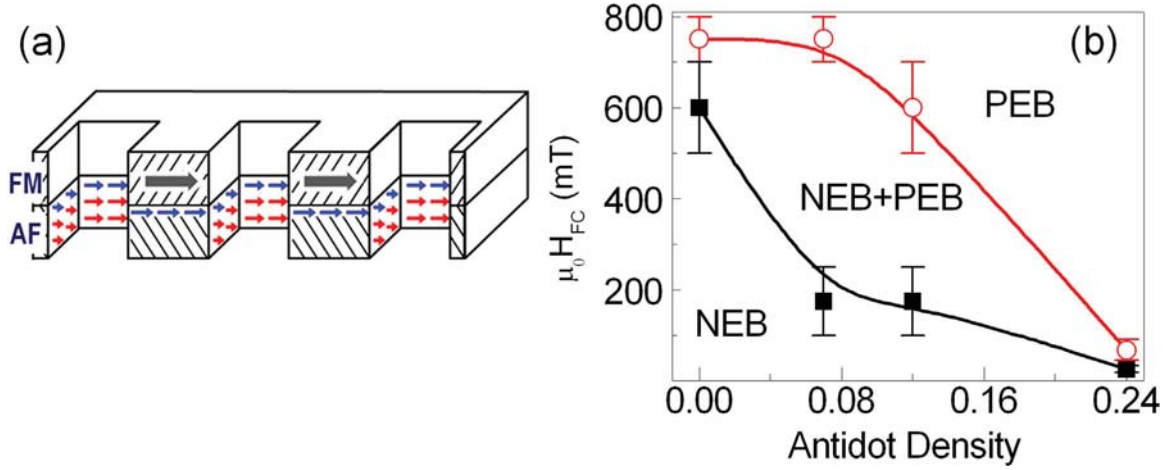 (a)
FM
AF
(b)
800
600
400
200
μ₀H_FC (mT)
PEB
NEB+PEB
NEB
0.00 0.08 0.16 0.24
Antidot Density